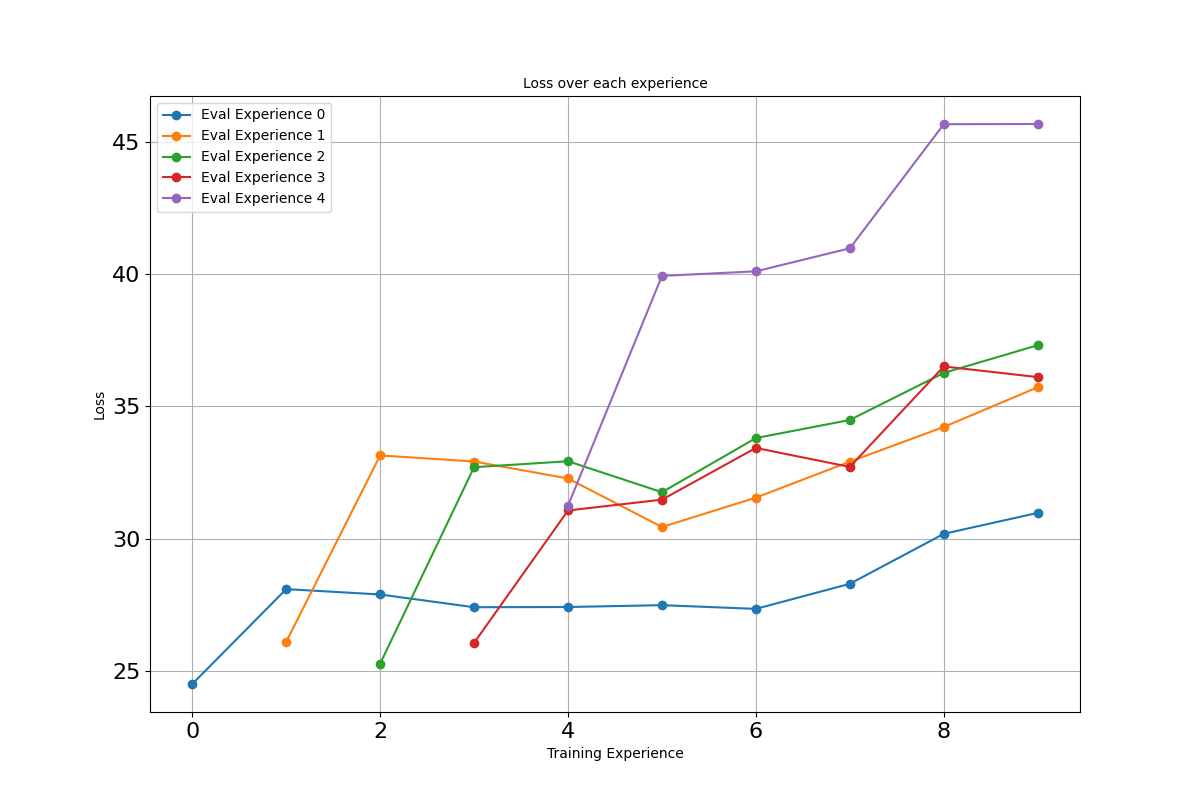 Loss over each experience
Eval Experience 0
Eval Experience 1
Eval Experience 2
Eval Experience 3
Eval Experience 4
45
40
35
30
25
Loss
0 2 4 6 8
Training Experience